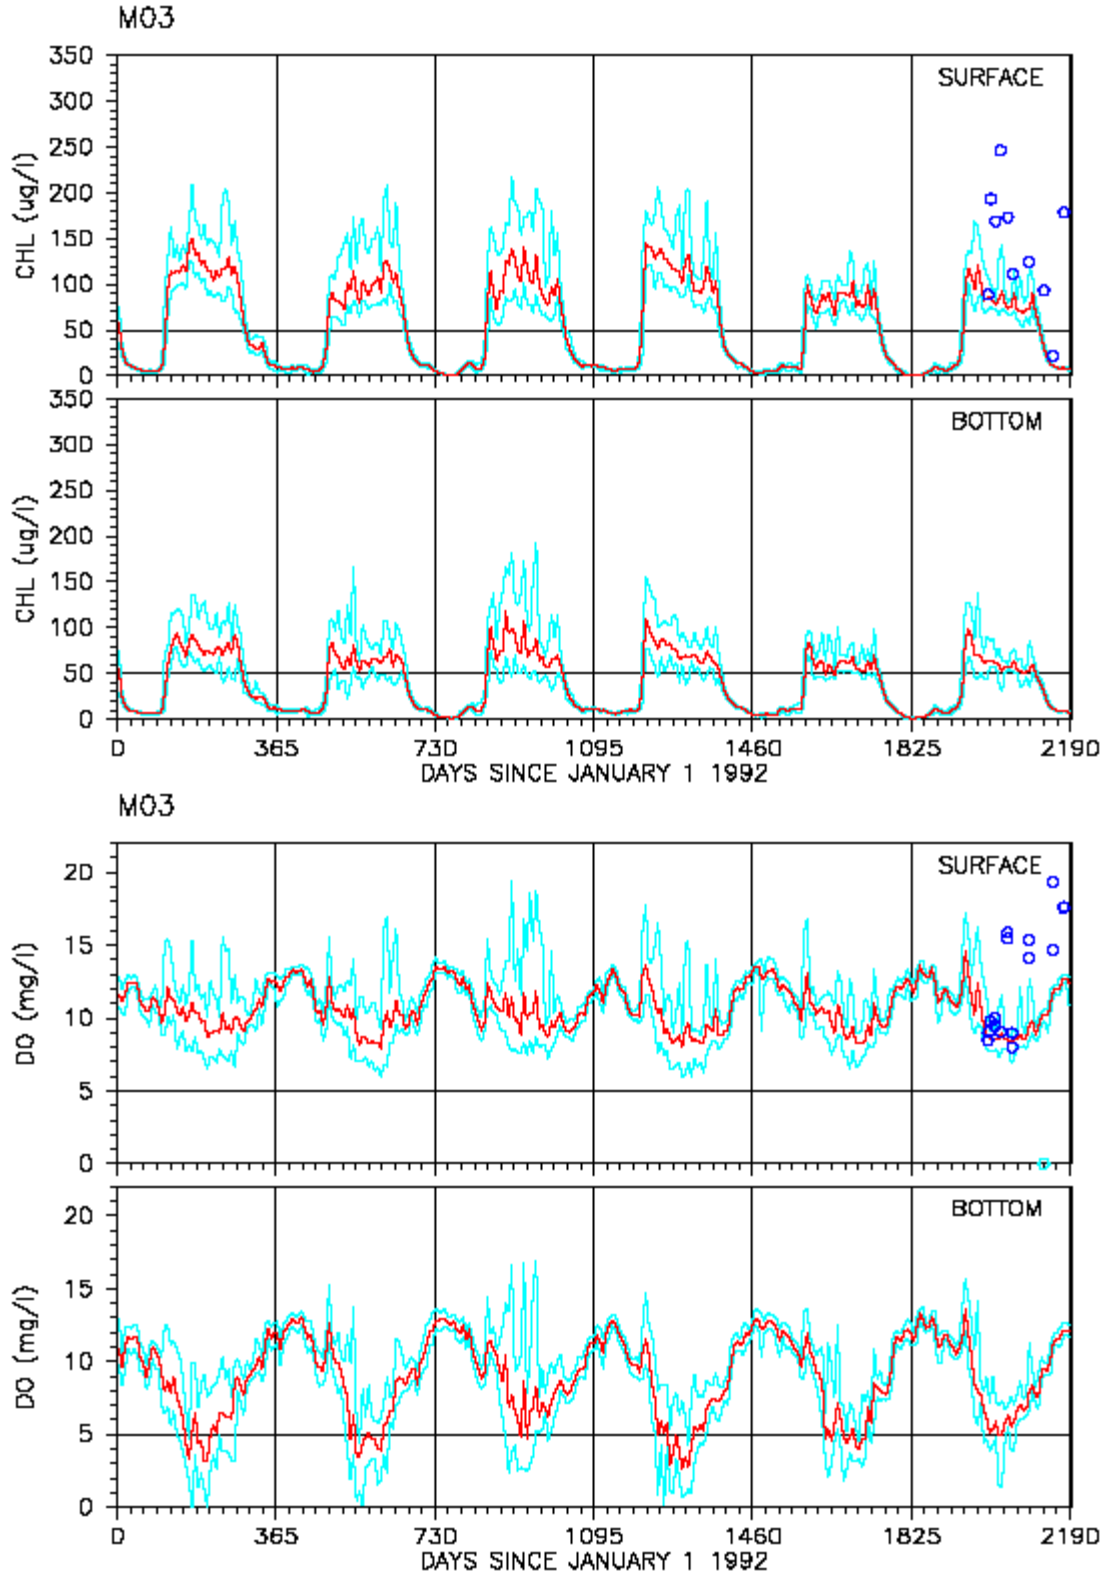 M03
350
300
250
200
150
100
50
0
CHL (ug/l)
SURFACE
350
300
250
200
150
100
50
0
CHL (ug/l)
BOTTOM
0 365 730 1095 1460 1825 2190
DAYS SINCE JANUARY 1 1992
M03
20
15
10
5
0
DO (mg/l)
SURFACE
20
15
10
5
0
DO (mg/l)
BOTTOM
0 365 730 1095 1460 1825 2190
DAYS SINCE JANUARY 1 1992